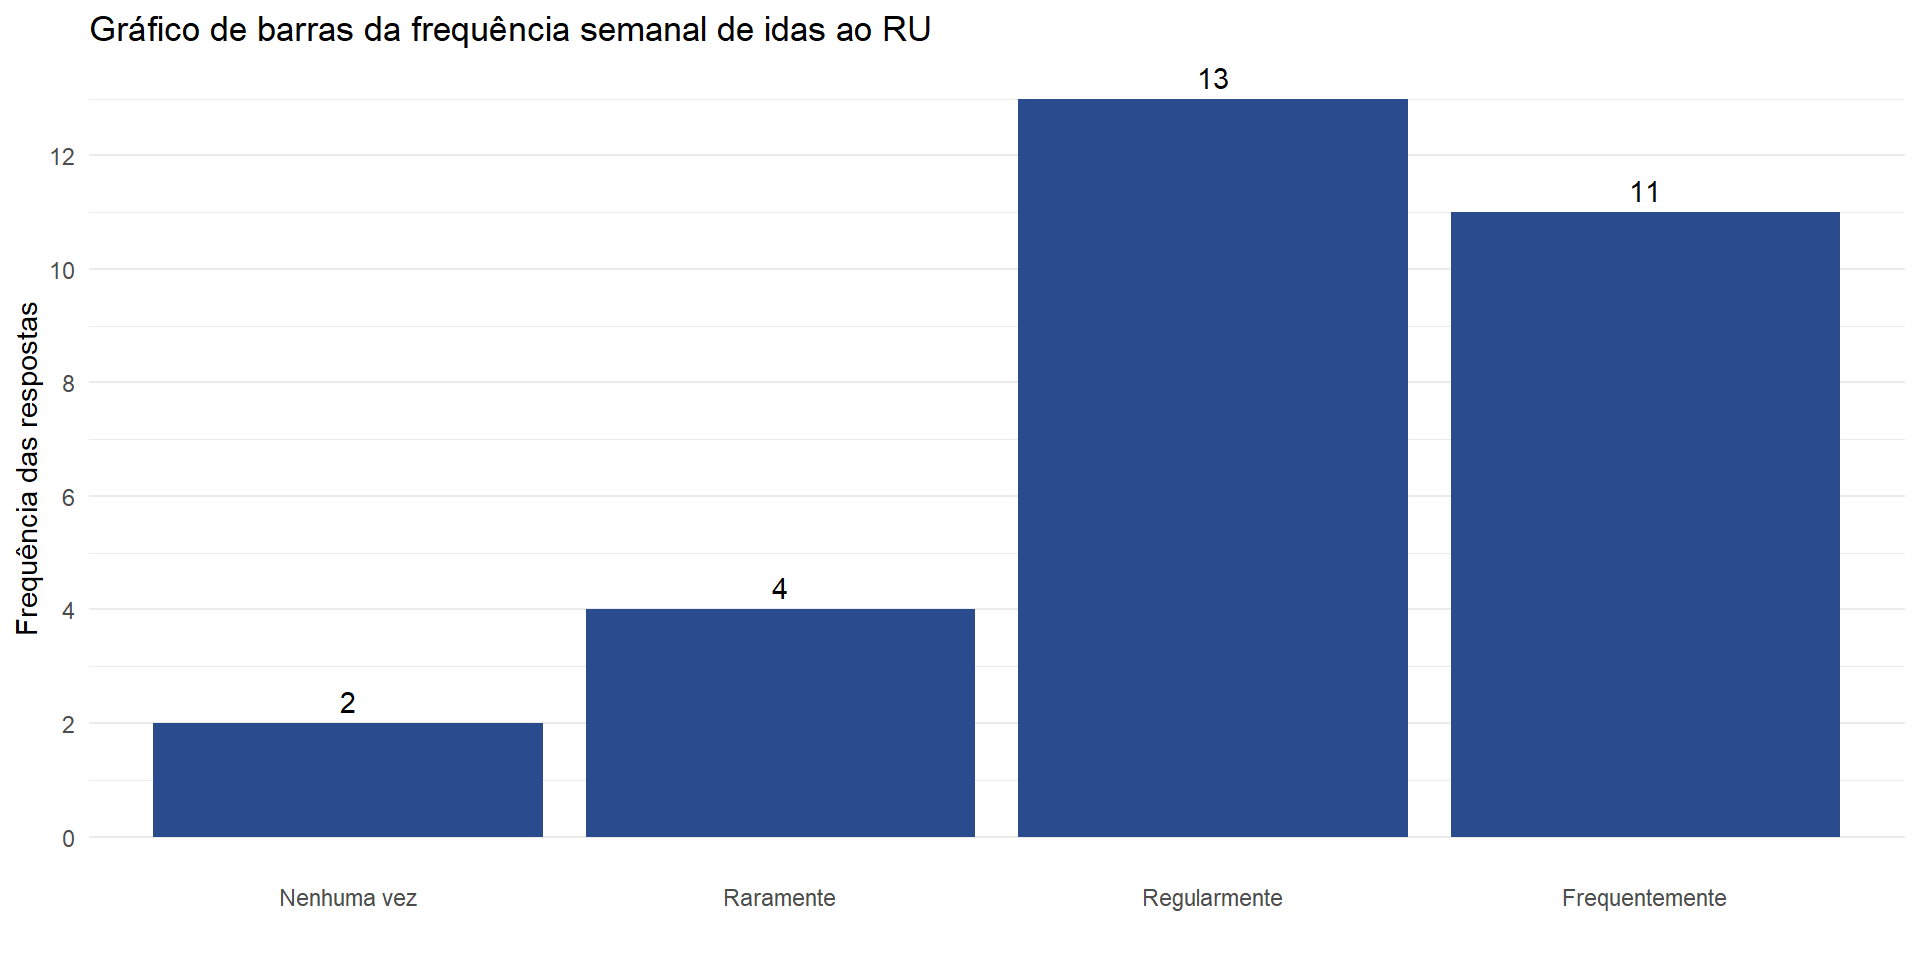 Gráfico de barras da frequência semanal de idas ao RU
Frequência das respostas
12
10
8
6
4
2
0
2
4
13
11
Nenhuma vez
Raramente
Regularmente
Frequentemente